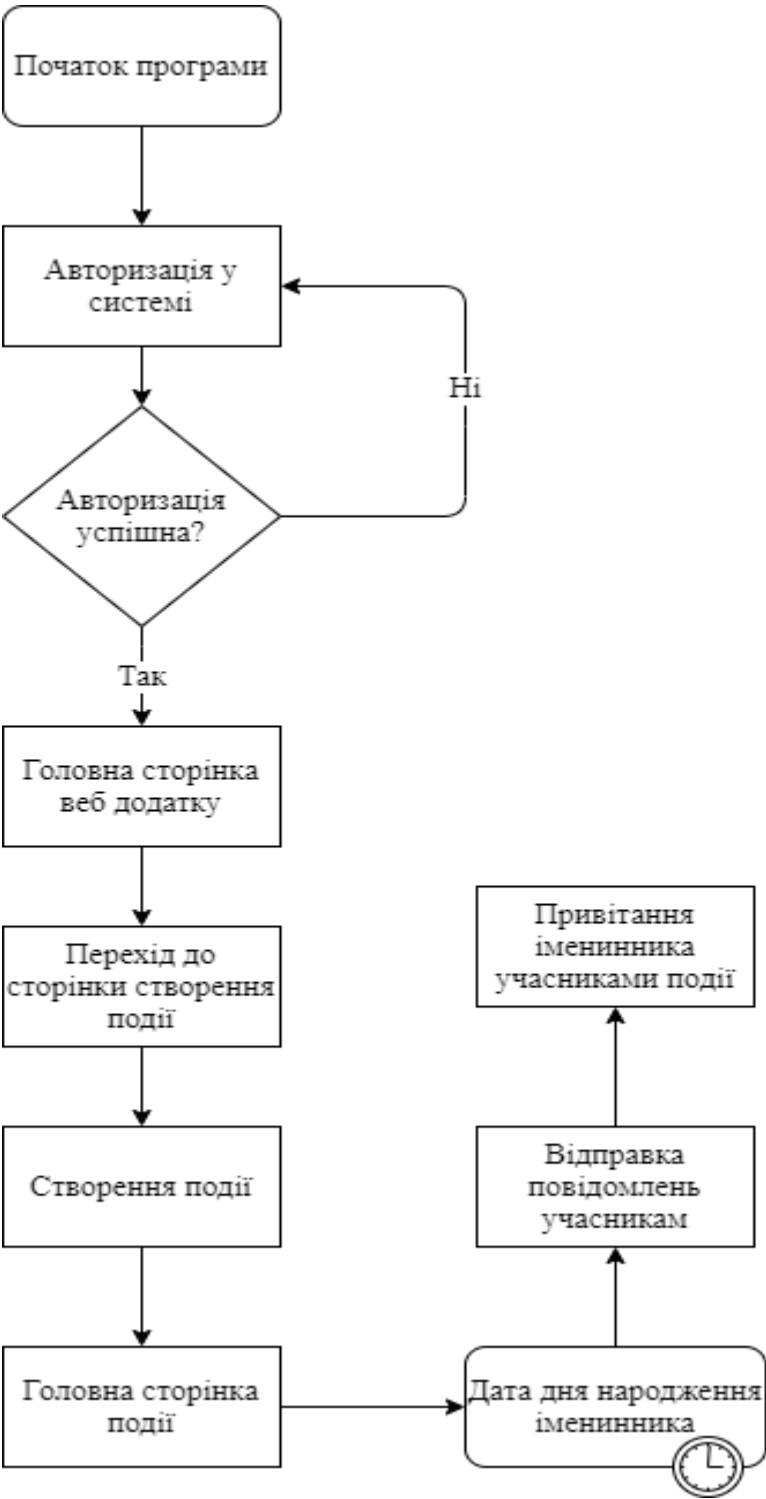 Початок програми
Авторизація у
системі
Ні
Авторизація
успішна?
Так
Головна сторінка
веб додатку
Перехід до
сторінки створення
події
Створення події
Головна сторінка
події
Дата дня народження
іменинника
Відправка
повідомлень
учасникам
Привітання
іменинника
учасниками події